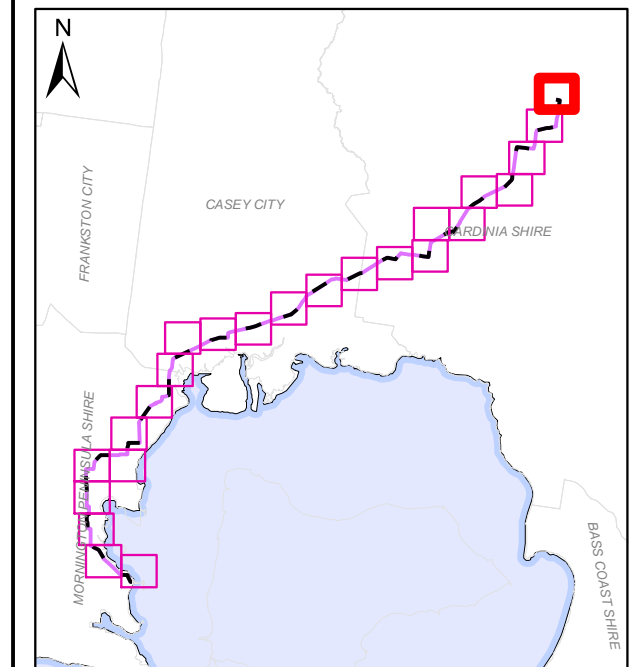 N
FRANKSTON CITY
CASEY CITY
CARDINIA SHIRE
MORNINGTON PENINSULA SHIRE
BASS COAST SHIRE